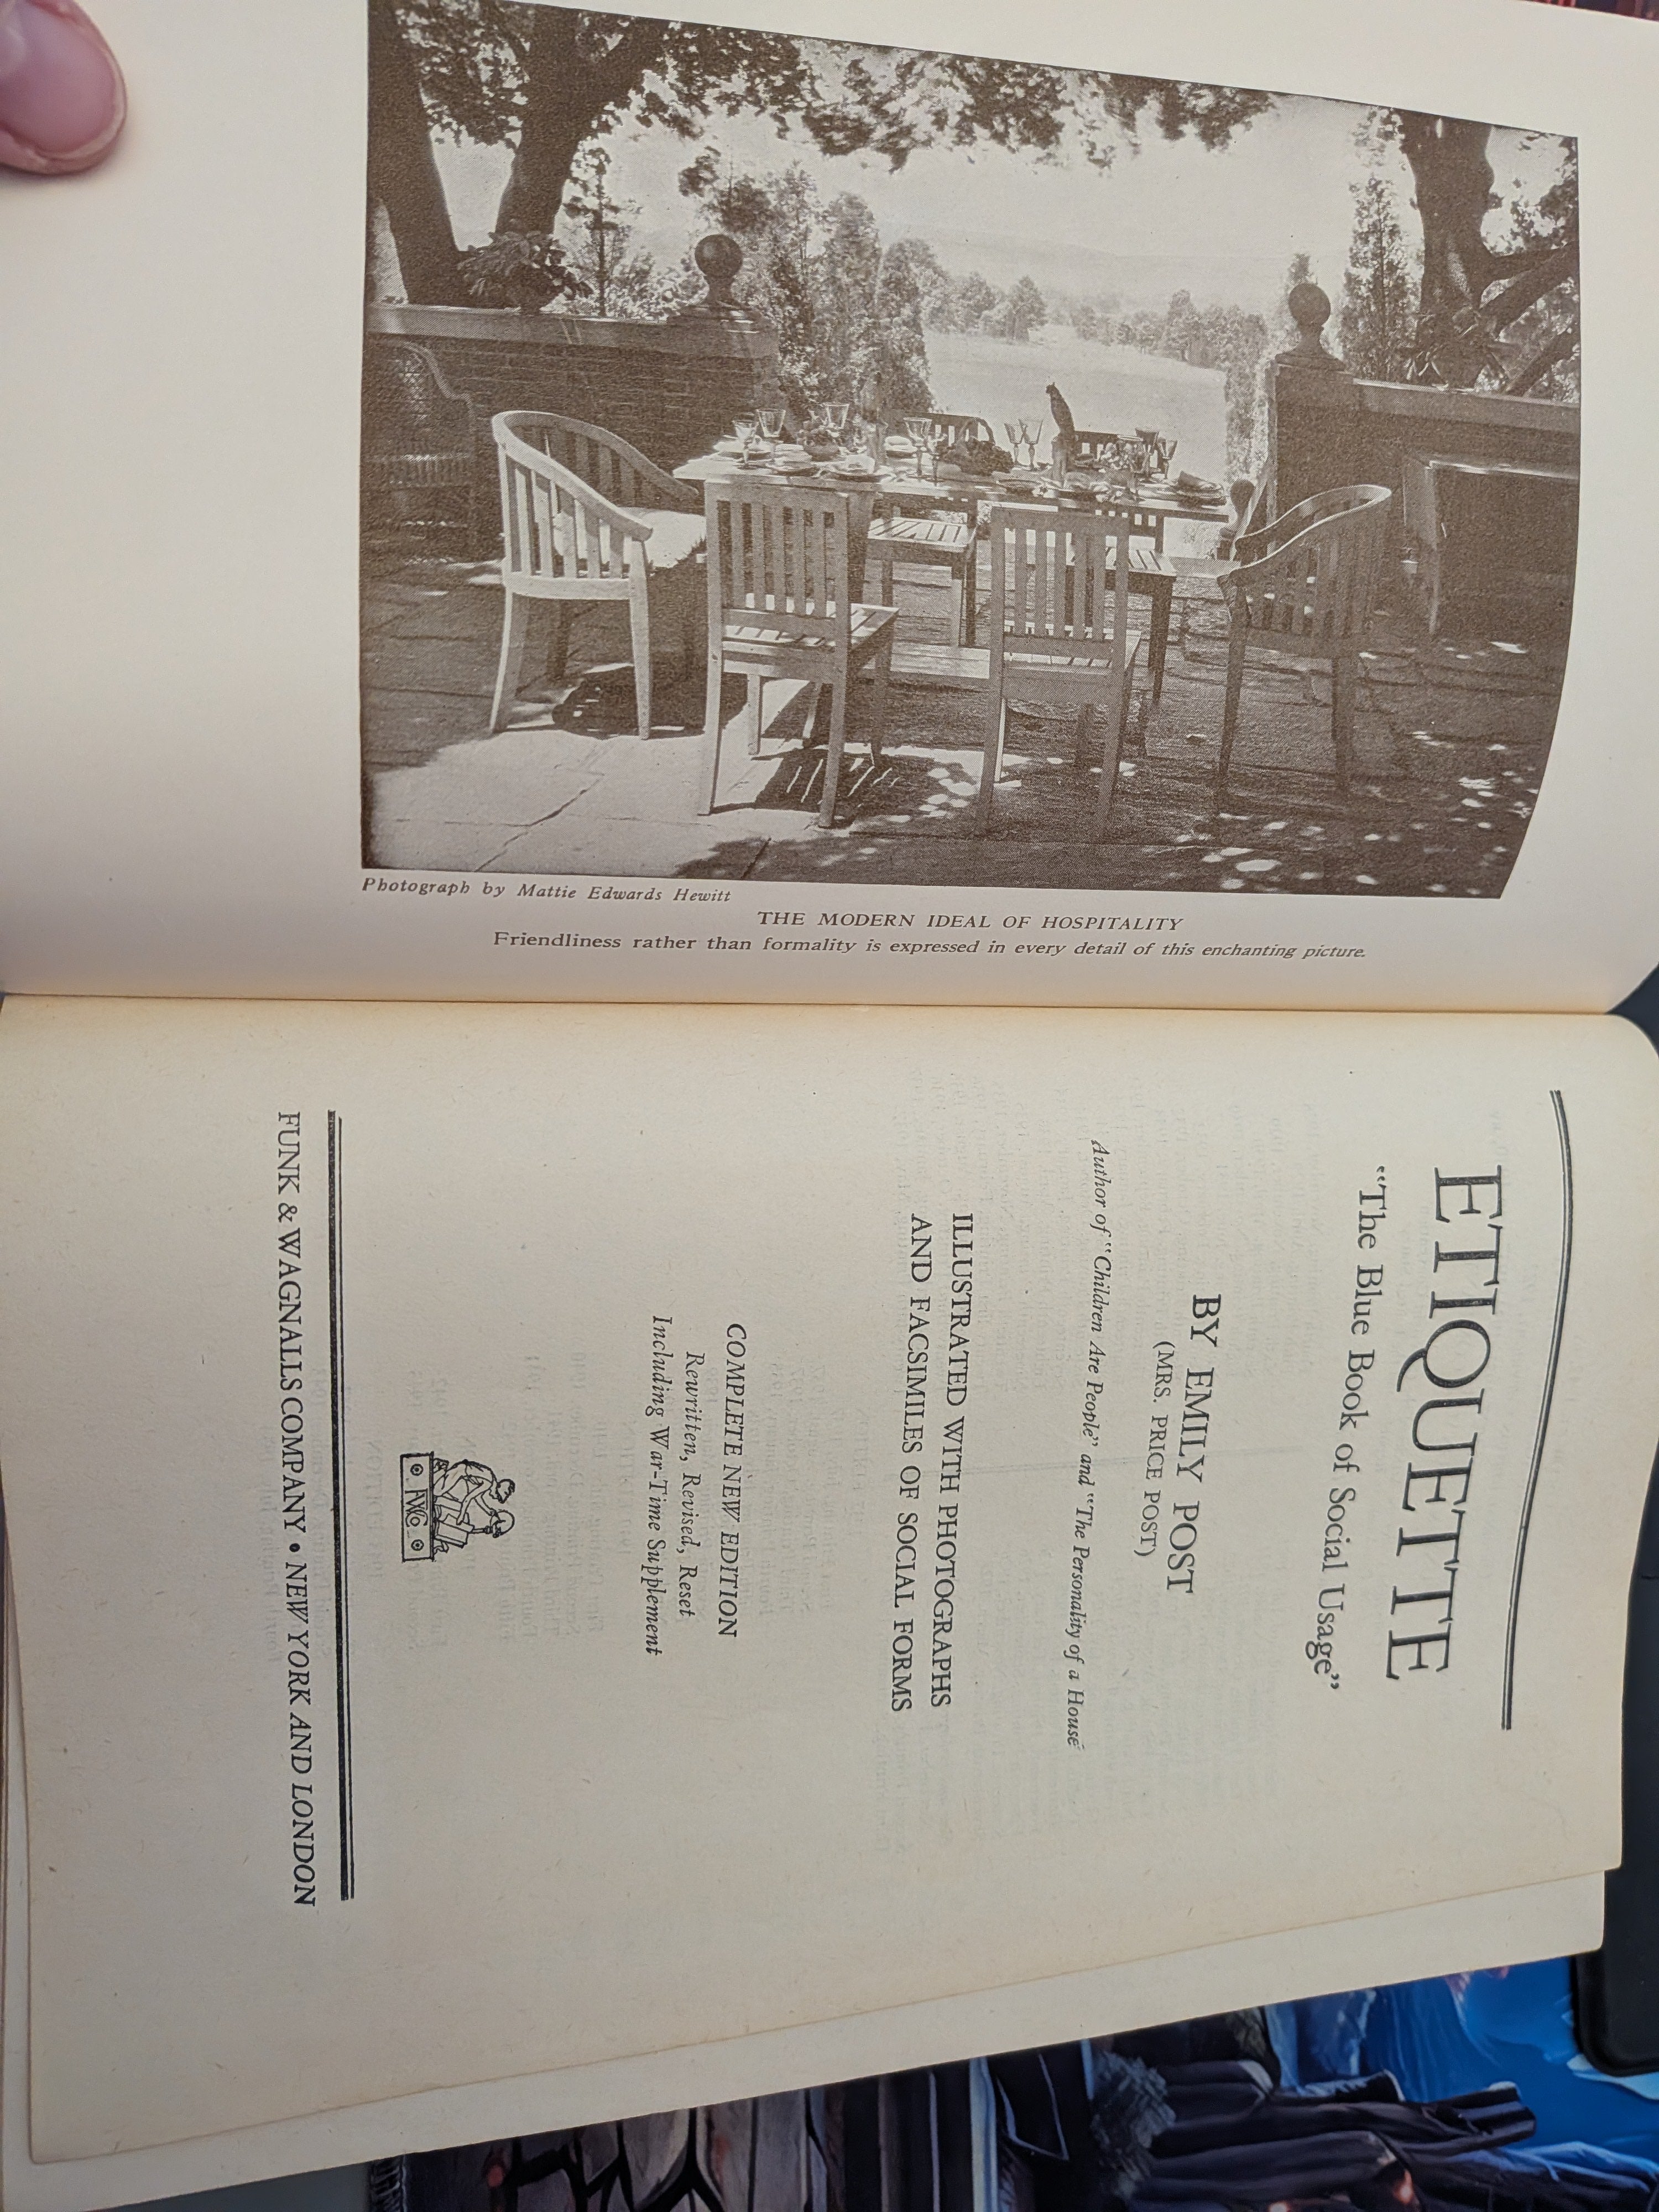 Photograph by Mattie Edwards Hewitt
THE MODERN IDEAL OF HOSPITALITY
Friendliness rather than formality is expressed in every detail of this enchanting picture.
ETIQUETTE
“The Blue Book of Social Usage”
BY EMILY POST
(MRS. PRICE POST)
Author of “Children Are People” and “The Personality of a House”
ILLUSTRATED WITH PHOTOGRAPHS
AND FACSIMILES OF SOCIAL FORMS
COMPLETE NEW EDITION
Rewritten, Revised, Reset
Including War-Time Supplement
FUNK & WAGNALLS COMPANY • NEW YORK AND LONDON